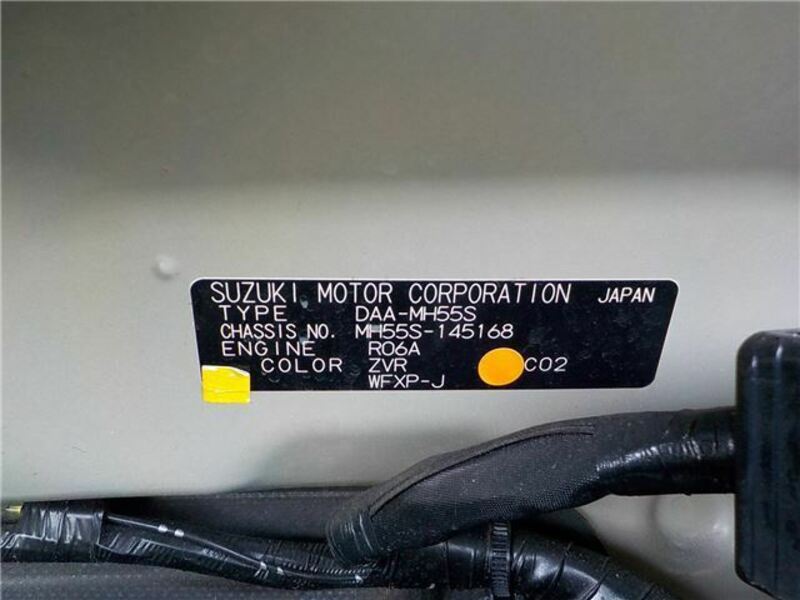 SUZUKI MOTOR CORPORATION JAPAN
TYPE DAA-MH55S
CHASSIS NO. MH55S-145168
ENGINE R06A
COLOR ZVR C02
WFXP-J